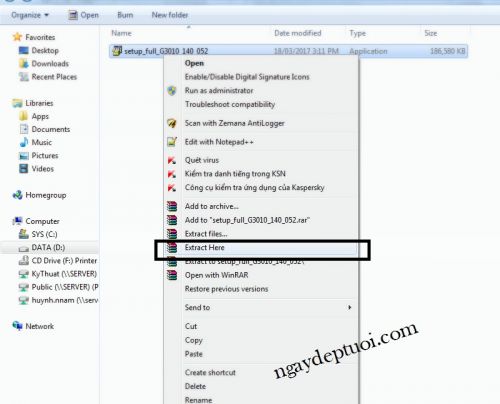 Organize
Open
Burn
New folder
Favorites
Desktop
Downloads
Recent Places
Libraries
Apps
Documents
Music
Pictures
Videos
Homegroup
Computer
SYS (C:)
DATA (D:)
CD Drive (F:) Printer
KyThuat (\\SERVER)
Public (\\SERVER) (
huynh.nnam (\\SERV
Network
Name Date modified Type Size
setup_full_G3010_140_052 18/03/2017 3:11 PM Application 186,580 KB
Open
Enable/Disable Digital Signature Icons
Run as administrator
Troubleshoot compatibility
Scan with Zemana AntiLogger
Edit with Notepad++
Quét virus
Kiểm tra danh tiếng trong KSN
Công cụ kiểm tra ứng dụng của Kaspersky
Add to archive...
Add to "setup_full_G3010_140_052.rar"
Extract files...
Extract Here
Extract to setup_full_G3010_140_052\
Open with WinRAR
Restore previous versions
Send to
Cut
Copy
Paste
Create shortcut
Delete
Rename
ngaydeptuoi.com